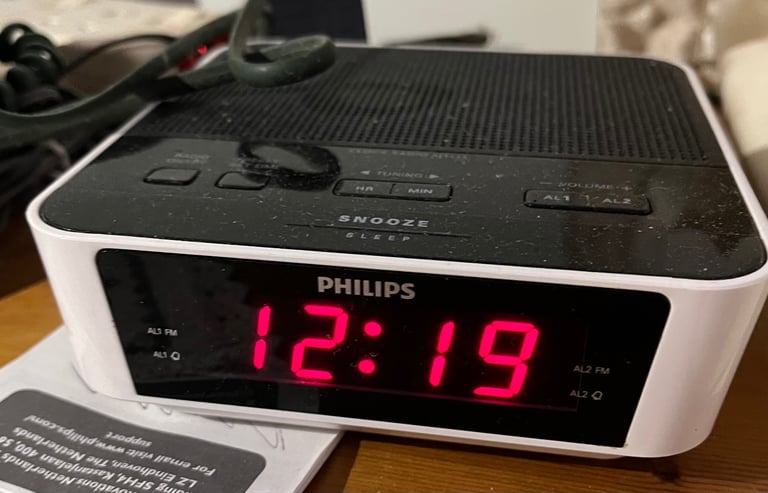 TUNING
HR MIN
VOLUME +
AL1 AL2
SNOOZE
SLEEP
PHILIPS
12:19
AL1 FM
AL1
AL2 FM
AL2
For email visit: www.philips.com/
support
LZ Eindhoven, The Netherlands